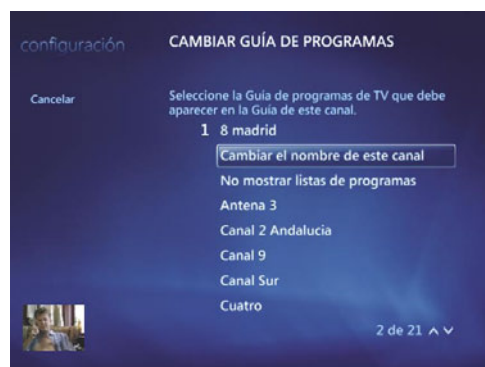 configuración
CAMBIAR GUÍA DE PROGRAMAS
Cancelar
Seleccione la Guía de programas de TV que debe
aparecer en la Guía de este canal.
1 8 madrid
Cambiar el nombre de este canal
No mostrar listas de programas
Antena 3
Canal 2 Andalucia
Canal 9
Canal Sur
Cuatro
2 de 21